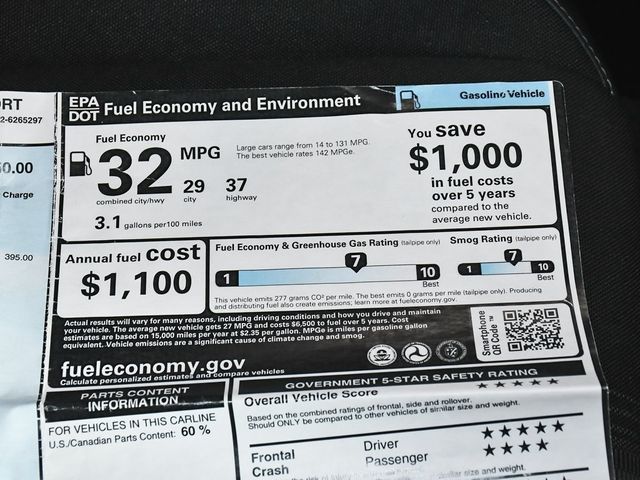 ORT
2-6265297
50.00
Charge
395.00
EPA
DOT Fuel Economy and Environment
Gasoline Vehicle
Fuel Economy
32 MPG
combined city/hwy
29
city
37
highway
3.1 gallons per 100 miles
Large cars range from 14 to 131 MPG.
The best vehicle rates 142 MPGe.
You save
$1,000
in fuel costs
over 5 years
compared to the
average new vehicle.
Annual fuel cost
$1,100
Fuel Economy & Greenhouse Gas Rating (tailpipe only)
1 7 10
Best
Smog Rating (tailpipe only)
1 7 10
Best
This vehicle emits 277 grams CO² per mile. The best emits 0 grams per mile (tailpipe only). Producing
and distributing fuel also create emissions; learn more at fueleconomy.gov.
Actual results will vary for many reasons, including driving conditions and how you drive and maintain
your vehicle. The average new vehicle gets 27 MPG and costs $6,500 to fuel over 5 years. Cost
estimates are based on 15,000 miles per year at $2.35 per gallon. MPGe is miles per gasoline gallon
equivalent. Vehicle emissions are a significant cause of climate change and smog.
fueleconomy.gov
Calculate personalized estimates and compare vehicles
Smartphone
QR Code™
PARTS CONTENT
INFORMATION
FOR VEHICLES IN THIS CARLINE
U.S./Canadian Parts Content: 60 %
GOVERNMENT 5-STAR SAFETY RATING
Overall Vehicle Score ★★★★★
Based on the combined ratings of frontal, side and rollover.
Should ONLY be compared to other vehicles of similar size and weight.
Frontal
Crash
Driver ★★★★★
Passenger ★★★★
similar size and weight.